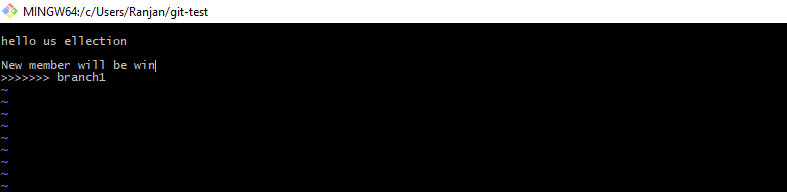 MINGW64:/c/Users/Ranjan/git-test
hello us ellection
New member will be win
>>>>>>> branch1
~
~
~
~
~
~
~
~
~